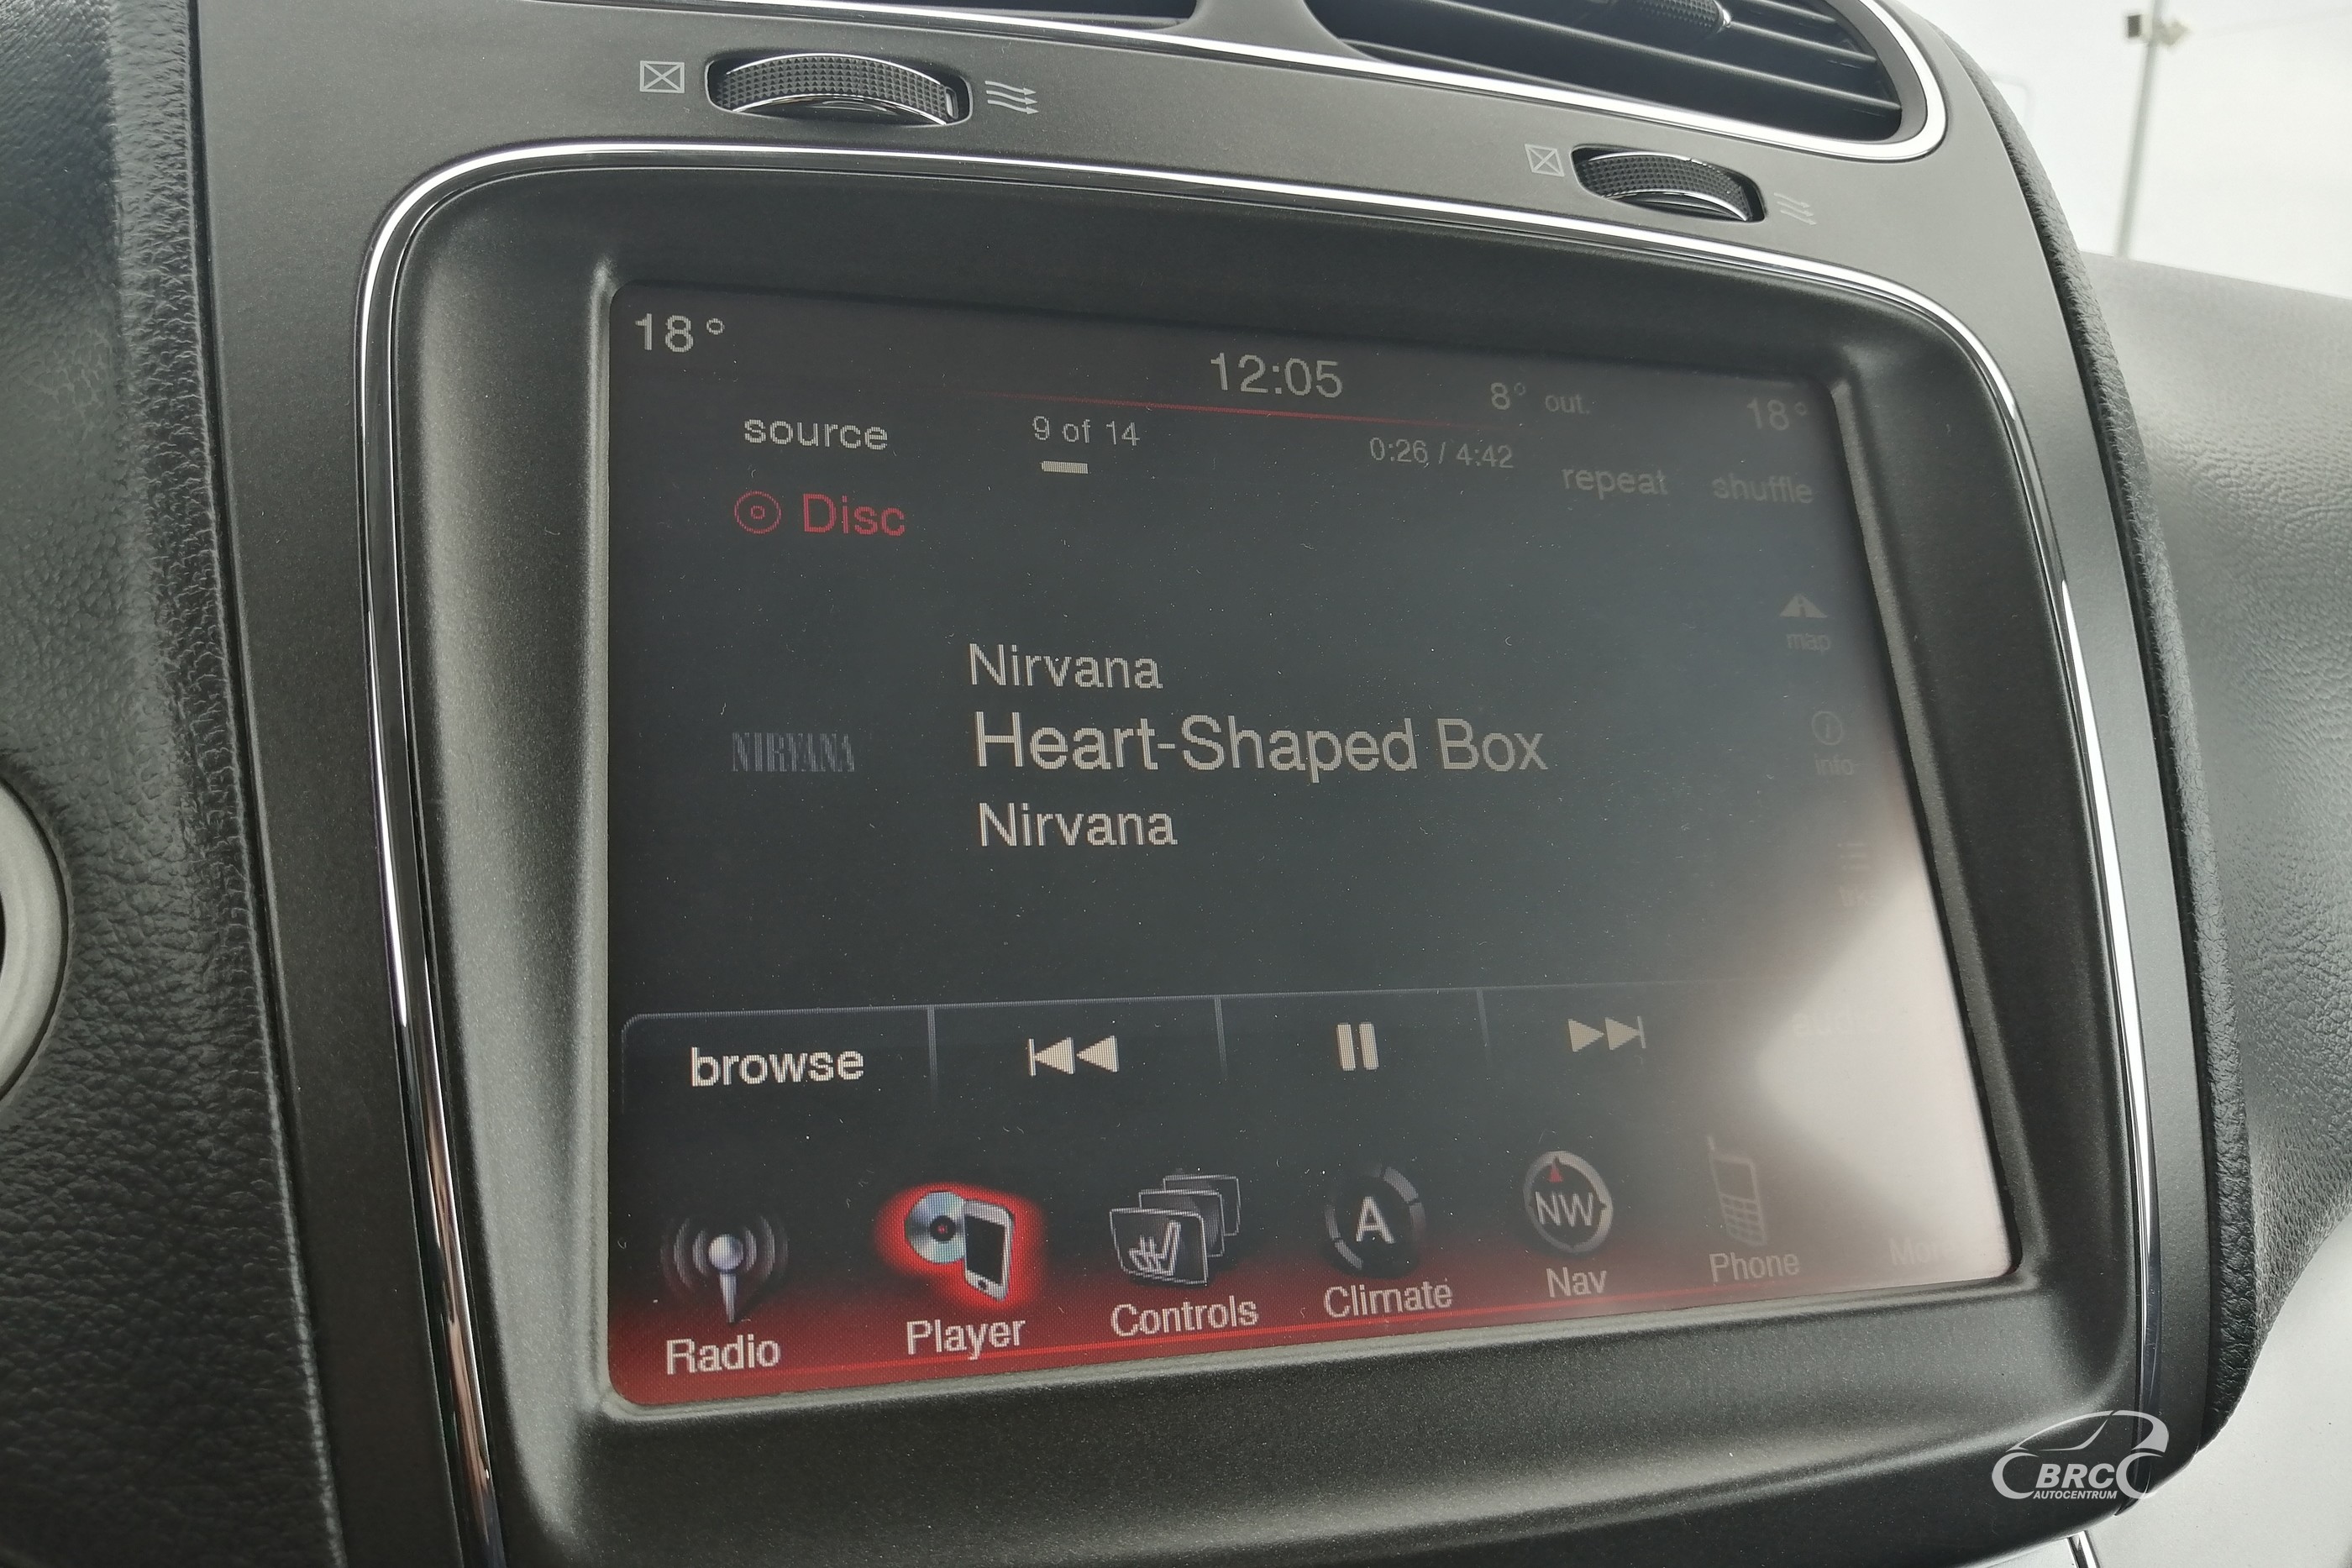 18°
12:05
8° out.
18°
source
9 of 14
0:26 / 4:42
repeat
shuffle
Disc
map
Nirvana
NIRVANA
Heart-Shaped Box
info
Nirvana
browse
NW
A
Radio
Player
Controls
Climate
Nav
Phone
BRC
AUTOCENTRUM